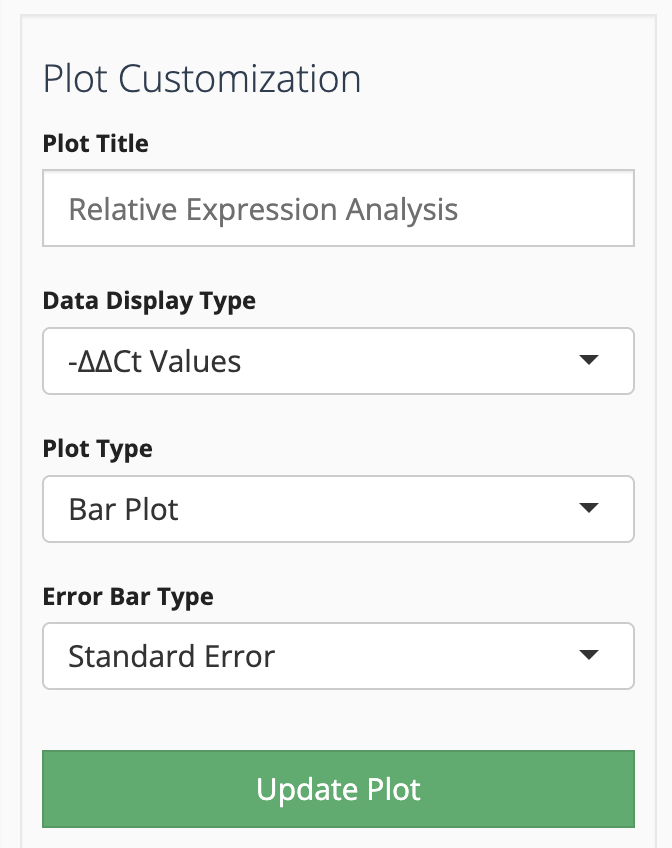 Plot Customization
Plot Title
Relative Expression Analysis
Data Display Type
-ΔΔCt Values
Plot Type
Bar Plot
Error Bar Type
Standard Error
Update Plot